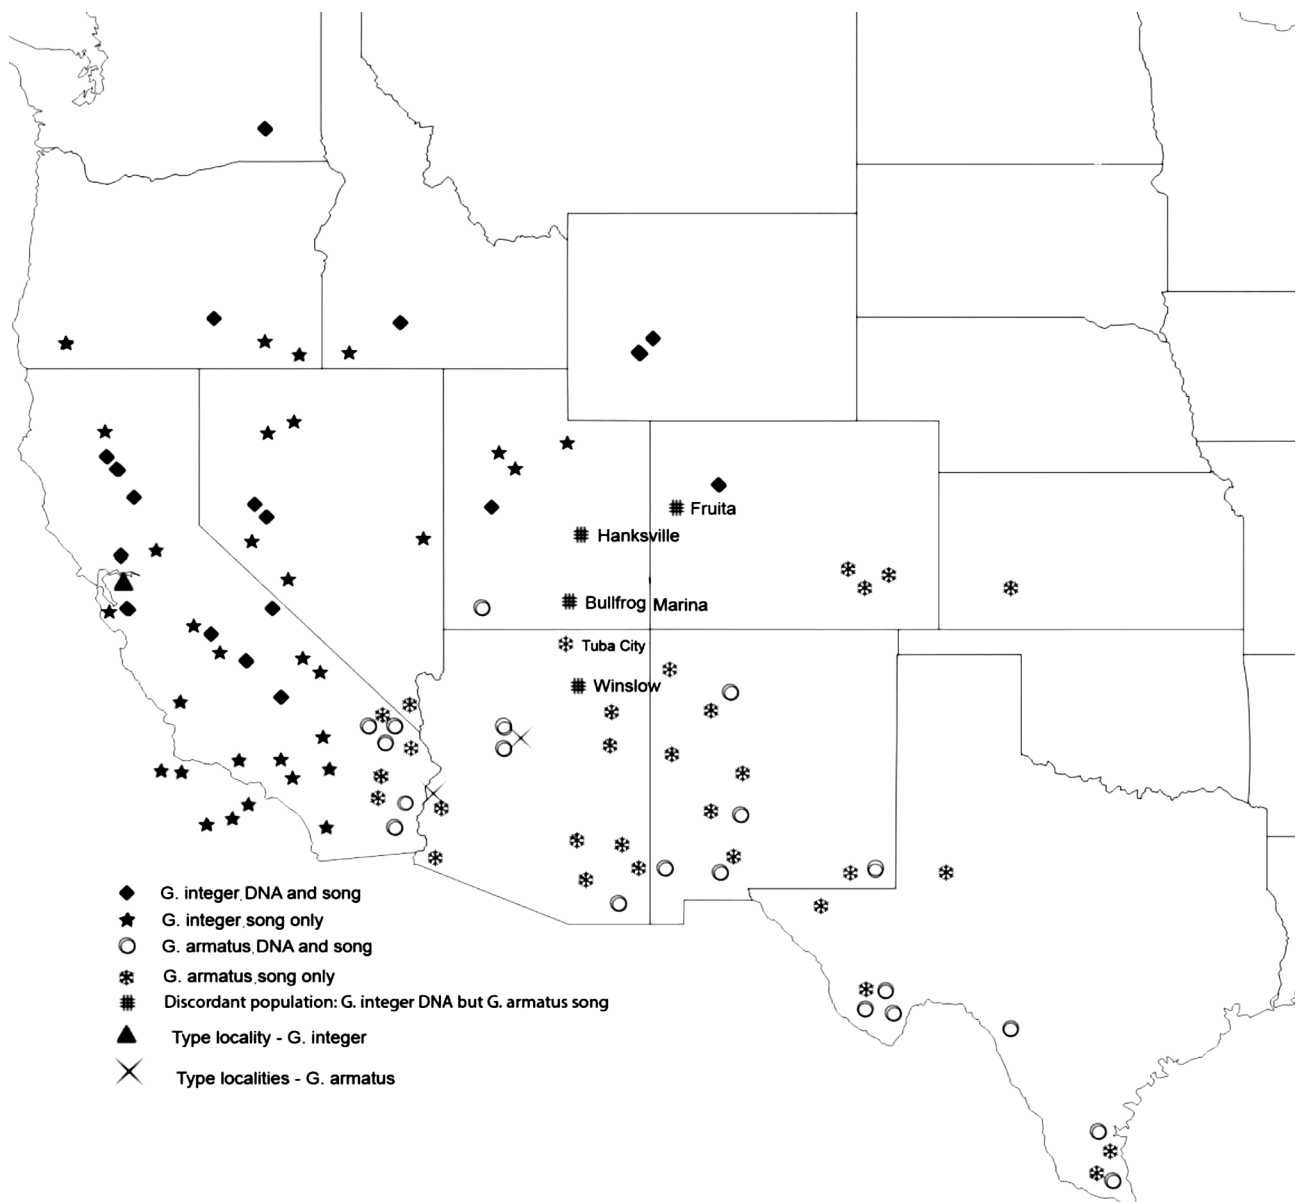 Fruita
Hanksville
Bullfrog Marina
Tuba City
Winslow
G. integer DNA and song
G. integer song only
G. armatus DNA and song
G. armatus song only
Discordant population: G. integer DNA but G. armatus song
Type locality - G. integer
Type localities - G. armatus